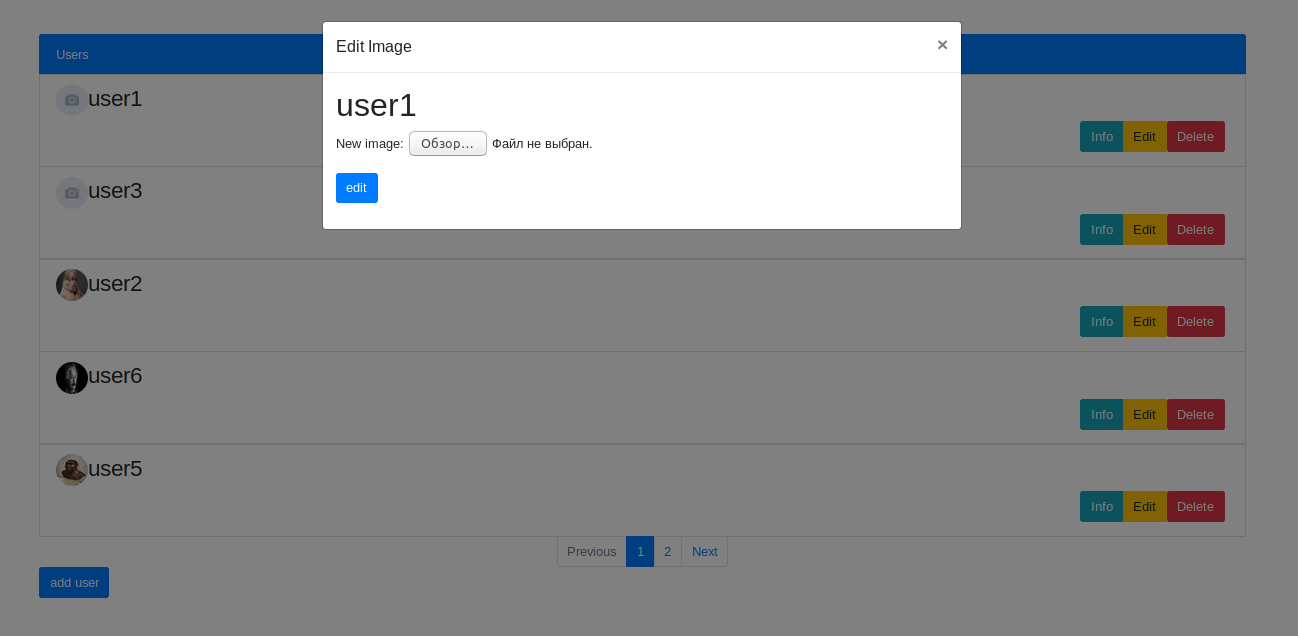 Edit Image ×
user1
New image: Обзор... Файл не выбран.
edit
Users
user1
Info Edit Delete
user3
Info Edit Delete
user2
Info Edit Delete
user6
Info Edit Delete
user5
Info Edit Delete
Previous 1 2 Next
add user